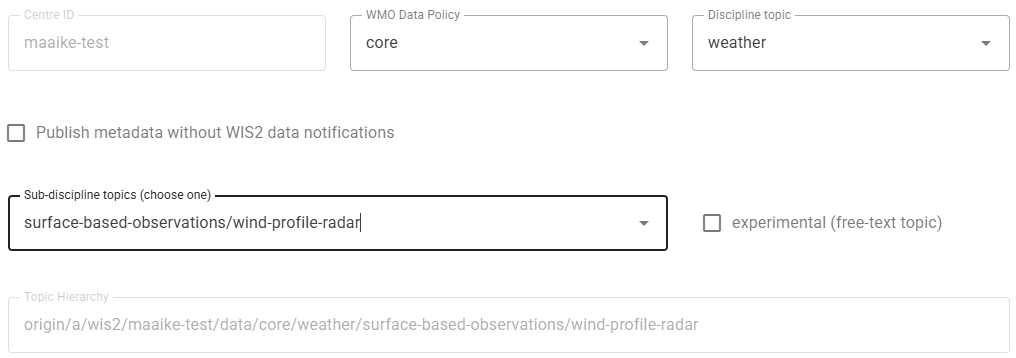 Centre ID
maaike-test
WMO Data Policy
core
Discipline topic
weather
Publish metadata without WIS2 data notifications
Sub-discipline topics (choose one)
surface-based-observations/wind-profile-radar
experimental (free-text topic)
Topic Hierarchy
origin/a/wis2/maaike-test/data/core/weather/surface-based-observations/wind-profile-radar